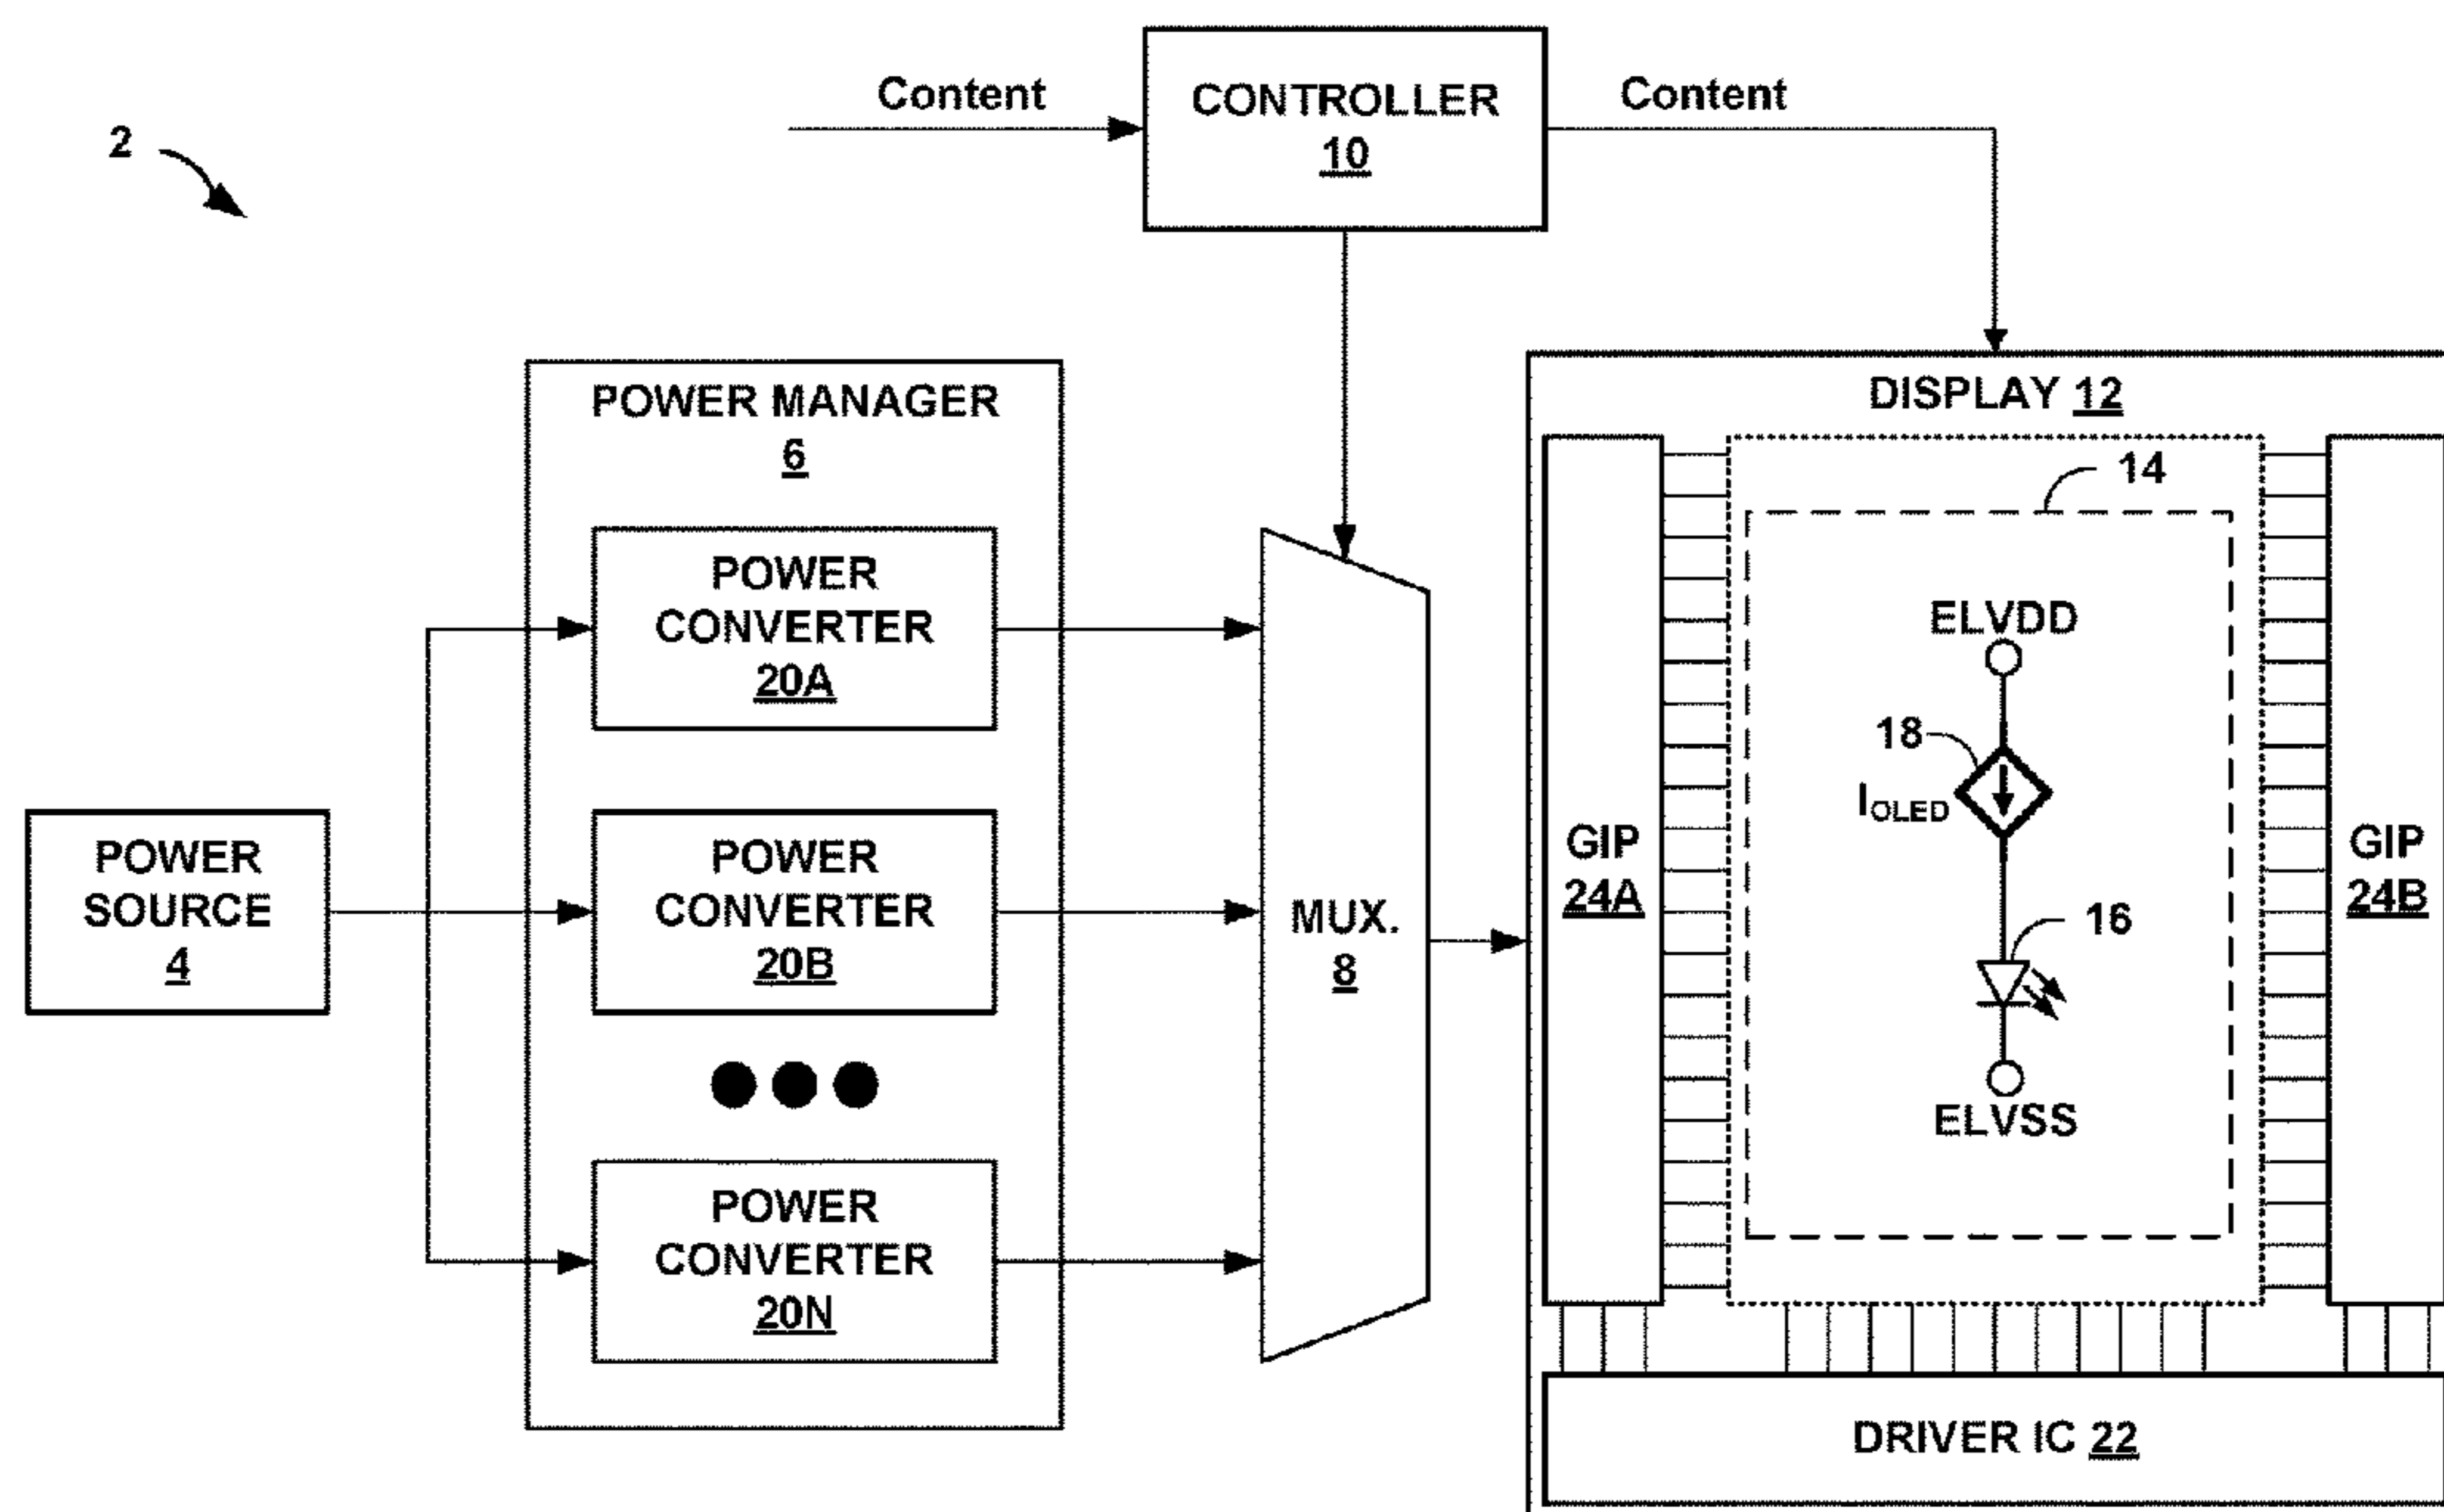 2
Content
CONTROLLER
10
Content
POWER MANAGER
6
POWER
CONVERTER
20A
POWER
CONVERTER
20B
POWER
CONVERTER
20N
POWER
SOURCE
4
MUX.
8
DISPLAY 12
14
ELVDD
18
IOLED
16
ELVSS
GIP
24A
GIP
24B
DRIVER IC 22